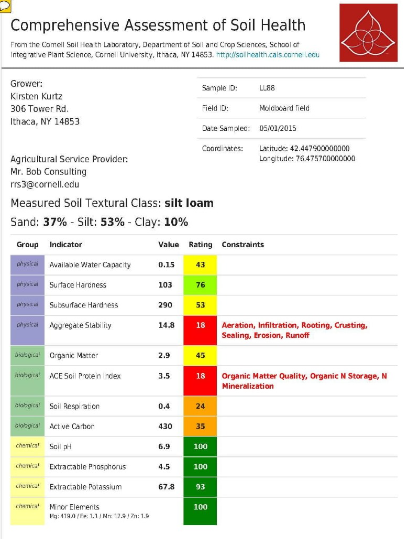 Comprehensive Assessment of Soil Health
From the Cornell Soil Health Laboratory, Department of Soil and Crop Sciences, School of
Integrative Plant Science, Cornell University, Ithaca, NY 14853. http://soilhealth.cals.cornell.edu
Grower:
Kirsten Kurtz
306 Tower Rd.
Ithaca, NY 14853
Agricultural Service Provider:
Mr. Bob Consulting
rrs3@cornell.edu
Sample ID: LL88
Field ID: Moldboard field
Date Sampled: 05/01/2015
Coordinates: Latitude: 42.447900000000
Longitude: 76.475700000000
Measured Soil Textural Class: silt loam
Sand: 37% - Silt: 53% - Clay: 10%
Group Indicator Value Rating Constraints
physical Available Water Capacity 0.15 43
physical Surface Hardness 103 76
physical Subsurface Hardness 290 53
physical Aggregate Stability 14.8 18 Aeration, Infiltration, Rooting, Crusting,
Sealing, Erosion, Runoff
biological Organic Matter 2.9 45
biological ACE Soil Protein Index 3.5 18 Organic Matter Quality, Organic N Storage, N
Mineralization
biological Soil Respiration 0.4 24
biological Active Carbon 430 35
chemical Soil pH 6.9 100
chemical Extractable Phosphorus 4.5 100
chemical Extractable Potassium 67.8 93
chemical Minor Elements 100
/ Fe: 1.1 / Mn: 12.9 / Zn: 1.9